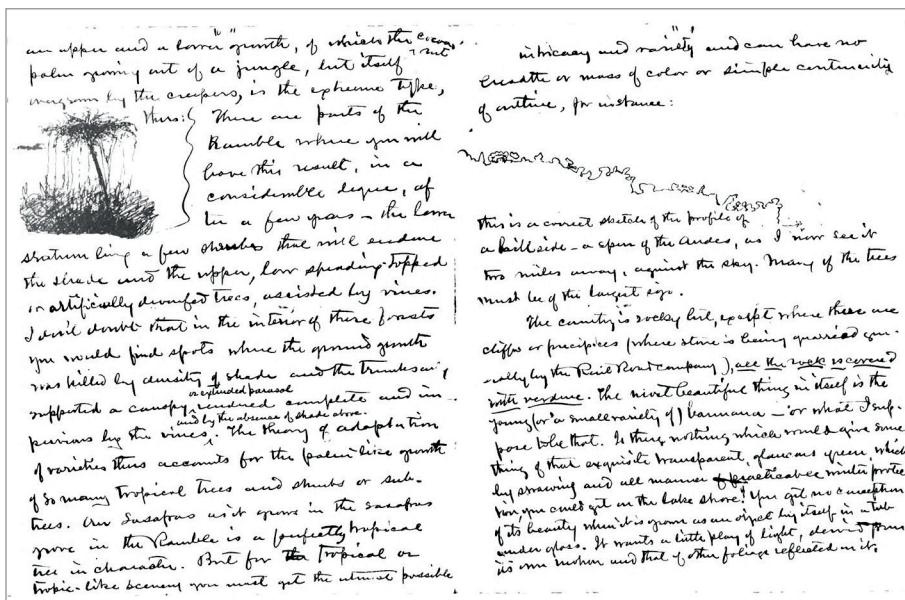 an upper and a lower growth, of which the cocoa-nut
palm growing out of a jungle, but itself
overgrown by the creepers, is the extreme type,
thus: There are parts of the
Ramble where you will
have this result, in a
considerable degree, after
a few years – the lower
stratum being a few shrubs that will endure
the shade and the upper, low spreading-topped
or artificially dwarfed trees, assisted by vines.
I don't doubt that in the interior of these forests
you would find spots where the ground growth
was killed by density of shade and the trunks only
or extended parasol
supported a canopy, rendered complete and im-
and by the absence of shade above.
pervious by the vines. The theory of adaptation
of varieties thus accounts for the palm-like growth
of so many tropical trees and shrubs or sub-
trees. Our Sassafras as it grows in the sassafras
grove in the Ramble is a perfectly tropical
tree in character. But for the tropical or
tropic-like scenery you must get the utmost possible
intricacy and variety and can have no
breadth or mass of color or simple continuity
of outline, for instance:
this is a correct sketch of the profile of
a hill side – a spur of the Andes, as I now see it
two miles away, against the sky. Many of the trees
must be of the largest size.
The country is rocky but, except where there are
cliffs or precipices (where stone is being quarried
by the Rail Road company), all the rock is covered
with verdure. The most beautiful thing in itself is the
young (or a small variety of) bannana – or what I sup-
pose to be that. Is there nothing which would give some
thing of that exquisite transparent, glaucous green, which
by strawing and all manner of practicable winter protec
tion, you could get on the lake shore? You get no conception
of its beauty when it is grown as an object by itself in a tub
under glass. It wants a little play of light, derived from
its own motion and that of other foliage reflected on it.